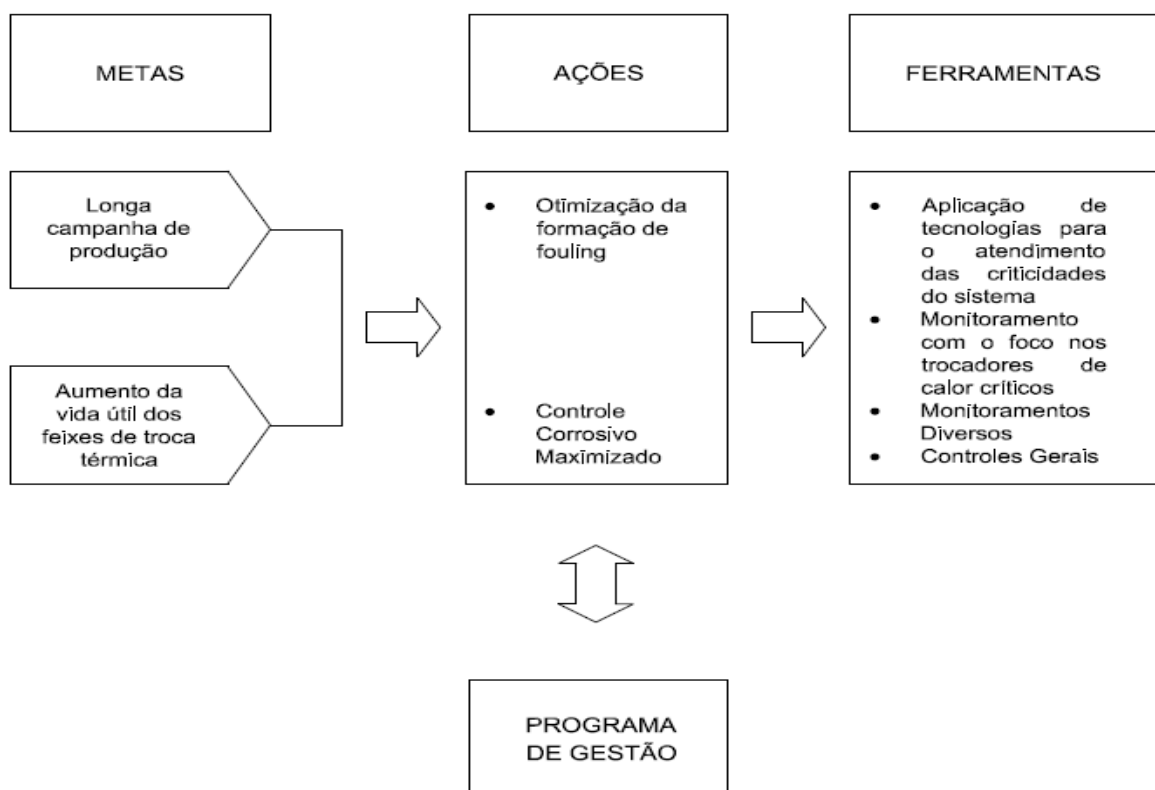 METAS
AÇÕES
FERRAMENTAS
Longa
campanha de
produção
Aumento da
vida útil dos
feixes de troca
térmica
• Otimização da
formação de
fouling
• Controle
Corrosivo
Maximizado
• Aplicação de
tecnologias para
o atendimento
das criticidades
do sistema
• Monitoramento
com o foco nos
trocadores de
calor críticos
• Monitoramentos
Diversos
• Controles Gerais
PROGRAMA
DE GESTÃO